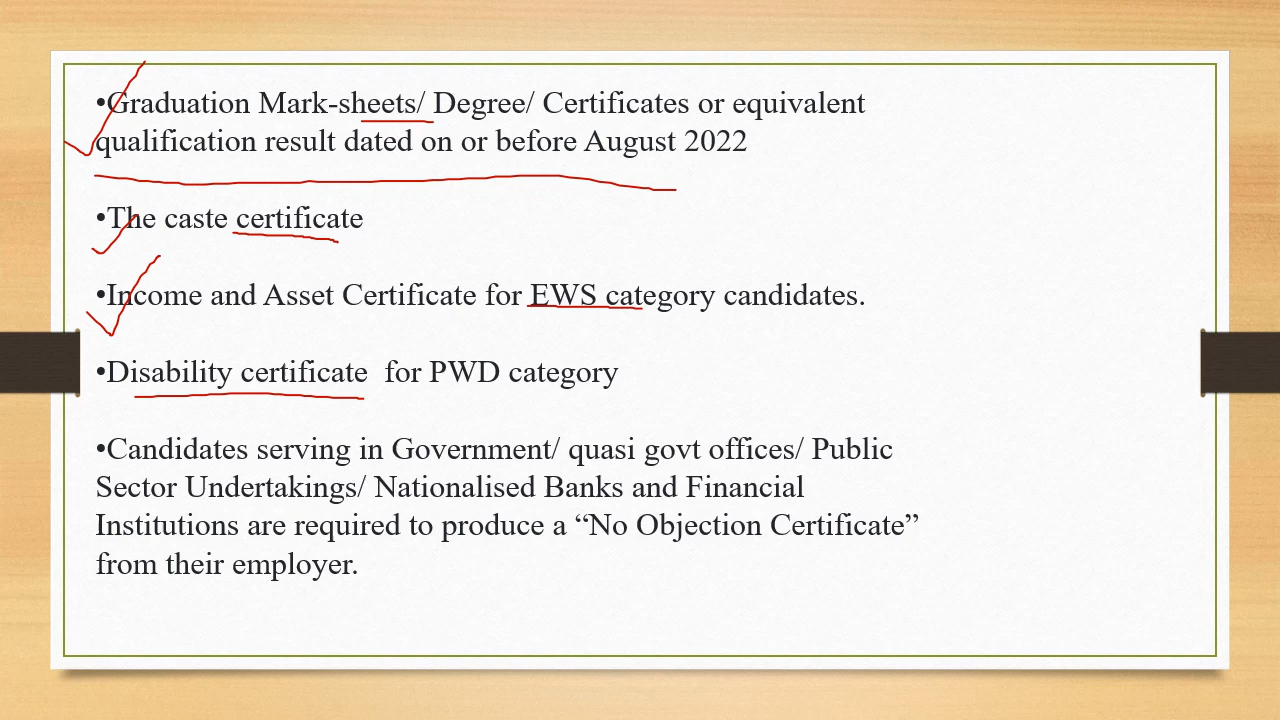 •Graduation Mark-sheets/ Degree/ Certificates or equivalent
qualification result dated on or before August 2022
•The caste certificate
•Income and Asset Certificate for EWS category candidates.
•Disability certificate  for PWD category
•Candidates serving in Government/ quasi govt offices/ Public
Sector Undertakings/ Nationalised Banks and Financial
Institutions are required to produce a “No Objection Certificate”
from their employer.